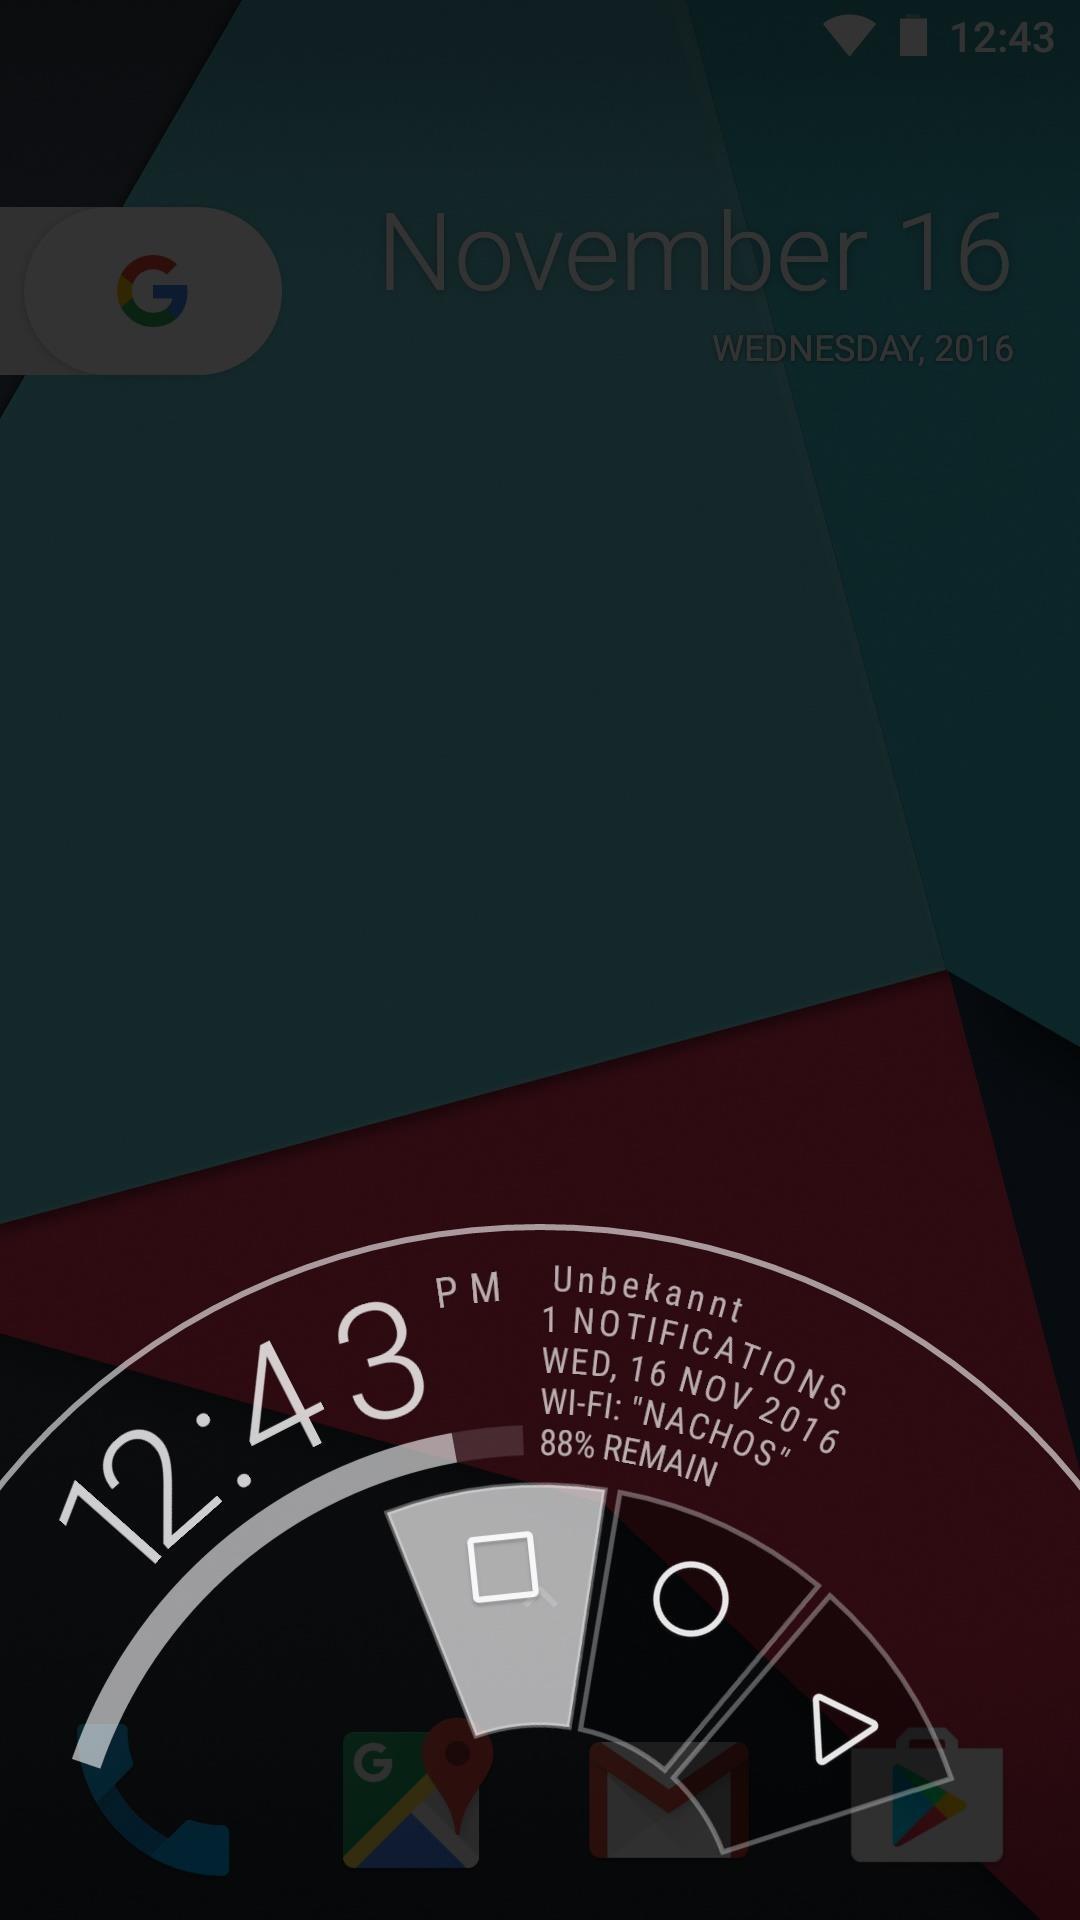 12:43
November 16
WEDNESDAY, 2016
12:43 PM
Unbekannt
1 NOTIFICATIONS
WED, 16 NOV 2016
WI-FI: "NACHOS"
88% REMAIN